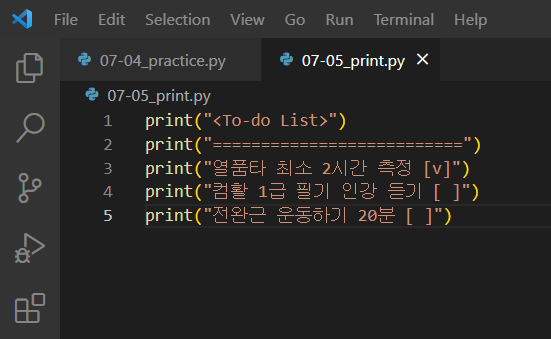 File Edit Selection View Go Run Terminal Help
07-04_practice.py 07-05_print.py ×
07-05_print.py
1 print("<To-do List>")
2 print("==========================")
3 print("열품타 최소 2시간 측정 [v]")
4 print("컴활 1급 필기 인강 듣기 [ ]")
5 print("전완근 운동하기 20분 [ ]")